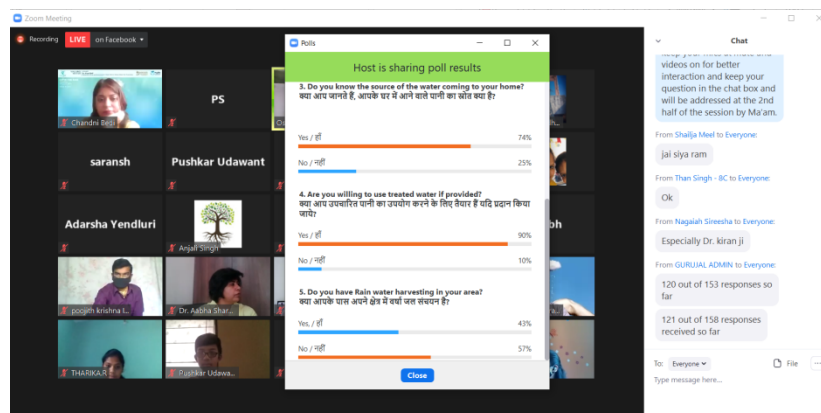 Zoom Meeting
Recording
LIVE on Facebook
Chandni Bedi
PS
saransh
Pushkar Udawant
Adarsha Yendluri
Anjali Singh
poojith krishna L...
Dr. Aabha Shar...
THARIKA.R
Pushkar Udawa...
bh
Polls
Host is sharing poll results
3. Do you know the source of the water coming to your home?
क्या आप जानते हैं, आपके घर में आने वाले पानी का स्रोत क्या है?
Yes / हाँ 74%
No / नहीं 25%
4. Are you willing to use treated water if provided?
क्या आप उपचारित पानी का उपयोग करने के लिए तैयार हैं यदि प्रदान किया
जाये?
Yes / हाँ 90%
No / नहीं 10%
5. Do you have Rain water harvesting in your area?
क्या आपके पास अपने क्षेत्र में वर्षा जल संचयन है?
Yes, / हाँ 43%
No / नहीं 57%
Close
Chat
videos on for better
interaction and keep your
question in the chat box and
will be addressed at the 2nd
half of the session by Ma'am.
From Shailja Meel to Everyone:
jai siya ram
From Than Singh - BC to Everyone:
Ok
From Nagaiah Sireesha to Everyone:
Especially Dr. kiran ji
From GURUJAL ADMIN to Everyone:
120 out of 153 responses so
far
121 out of 158 responses
received so far
To: Everyone
File
Type message here...